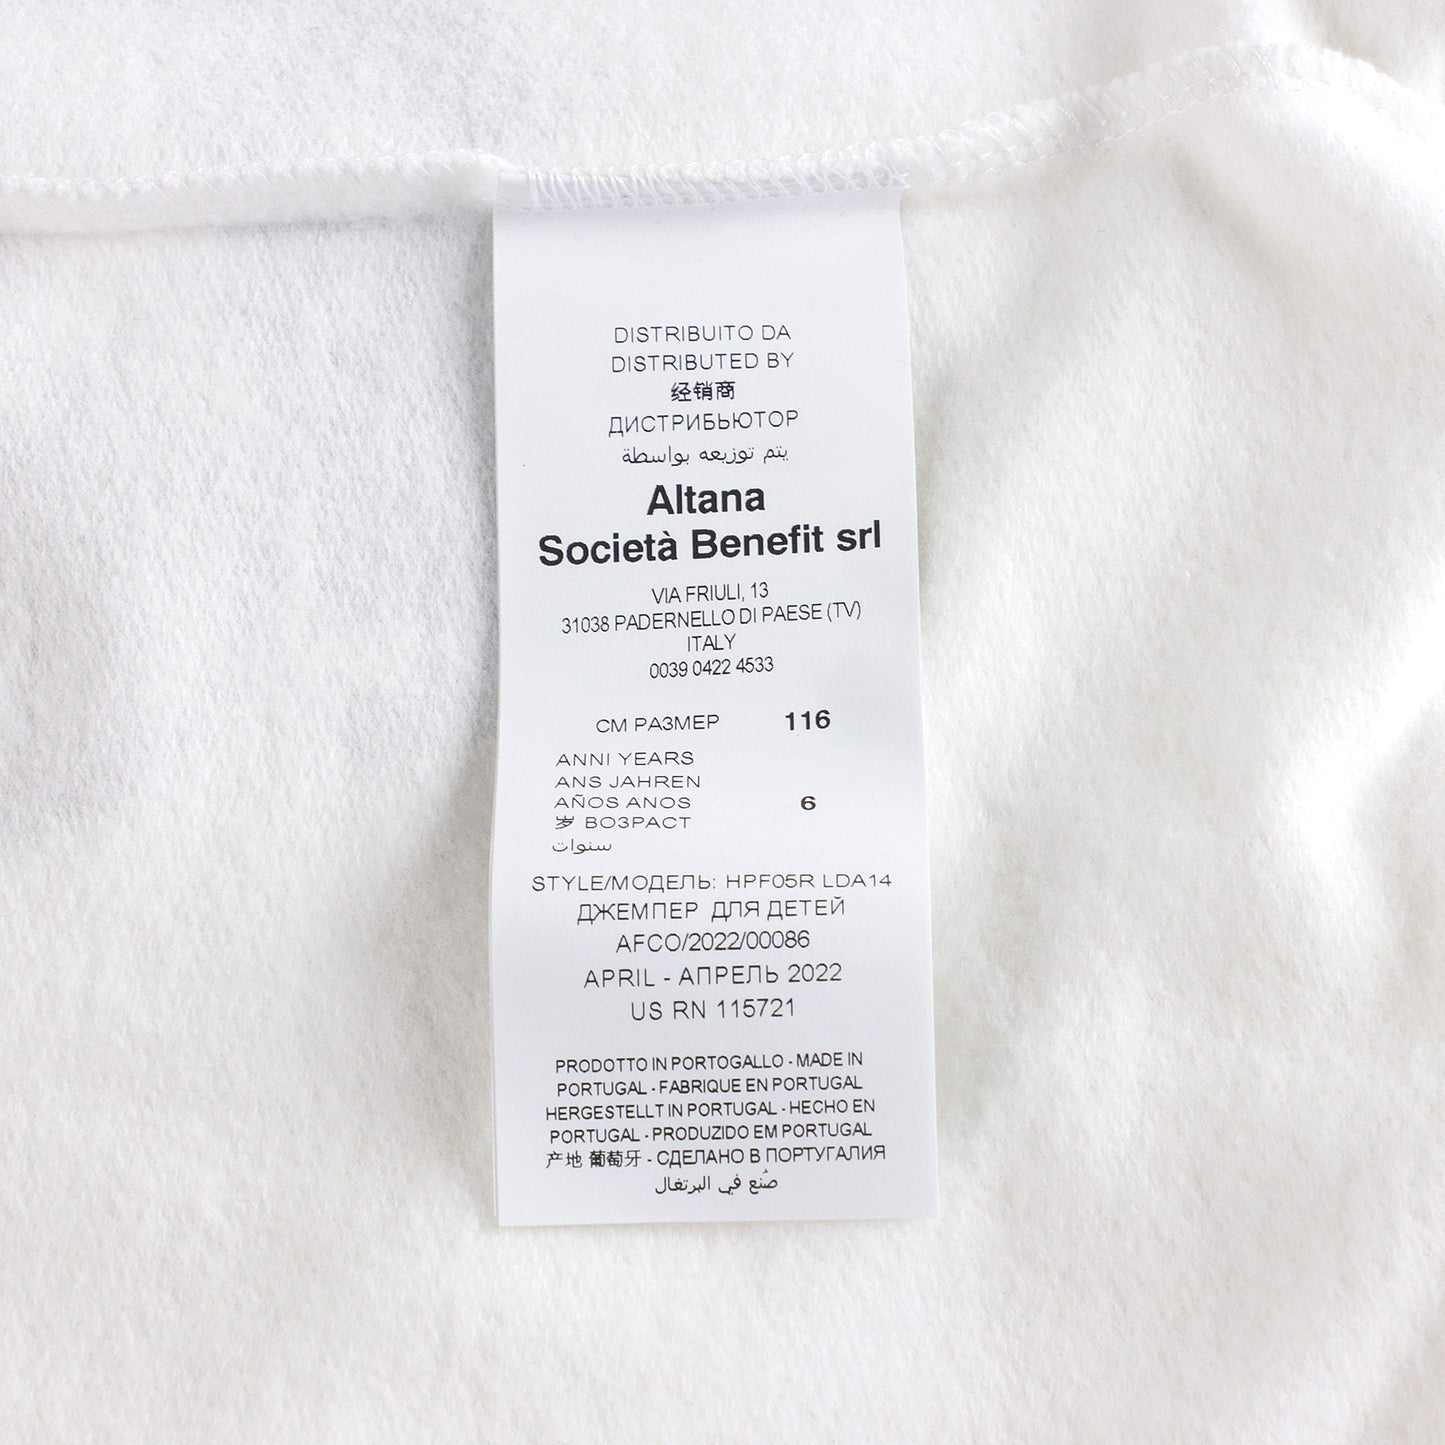 DISTRIBUITO DA
DISTRIBUTED BY
经销商
ДИСТРИБЬЮТОР
يتم توزيعه بواسطة
Altana
Società Benefit srl
VIA FRIULI, 13
31038 PADERNELLO DI PAESE (TV)
ITALY
0039 0422 4533
CM РАЗМЕР 116
ANNI YEARS
ANS JAHREN
AÑOS ANOS 6
岁 ВОЗРАСТ
سنوات
STYLE/МОДЕЛЬ: HPF05R LDA14
ДЖЕМПЕР ДЛЯ ДЕТЕЙ
AFCO/2022/00086
APRIL - АПРЕЛЬ 2022
US RN 115721
PRODOTTO IN PORTOGALLO - MADE IN
PORTUGAL - FABRIQUE EN PORTUGAL
HERGESTELLT IN PORTUGAL - HECHO EN
PORTUGAL - PRODUZIDO EM PORTUGAL
产地 葡萄牙 - СДЕЛАНО В ПОРТУГАЛИЯ
صُنع في البرتغال